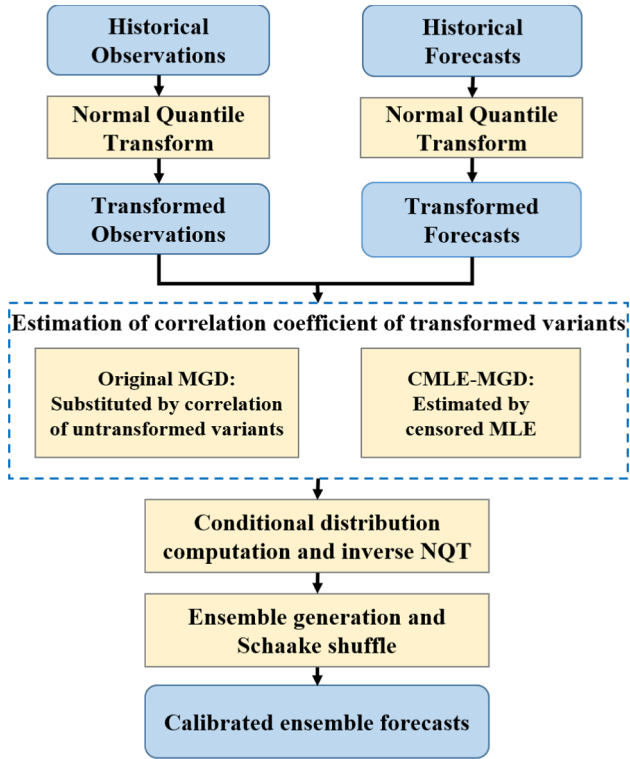 Historical
Observations
Historical
Forecasts
Normal Quantile
Transform
Normal Quantile
Transform
Transformed
Observations
Transformed
Forecasts
Estimation of correlation coefficient of transformed variants
Original MGD:
Substituted by correlation
of untransformed variants
CMLE-MGD:
Estimated by
censored MLE
Conditional distribution
computation and inverse NQT
Ensemble generation and
Schaake shuffle
Calibrated ensemble forecasts